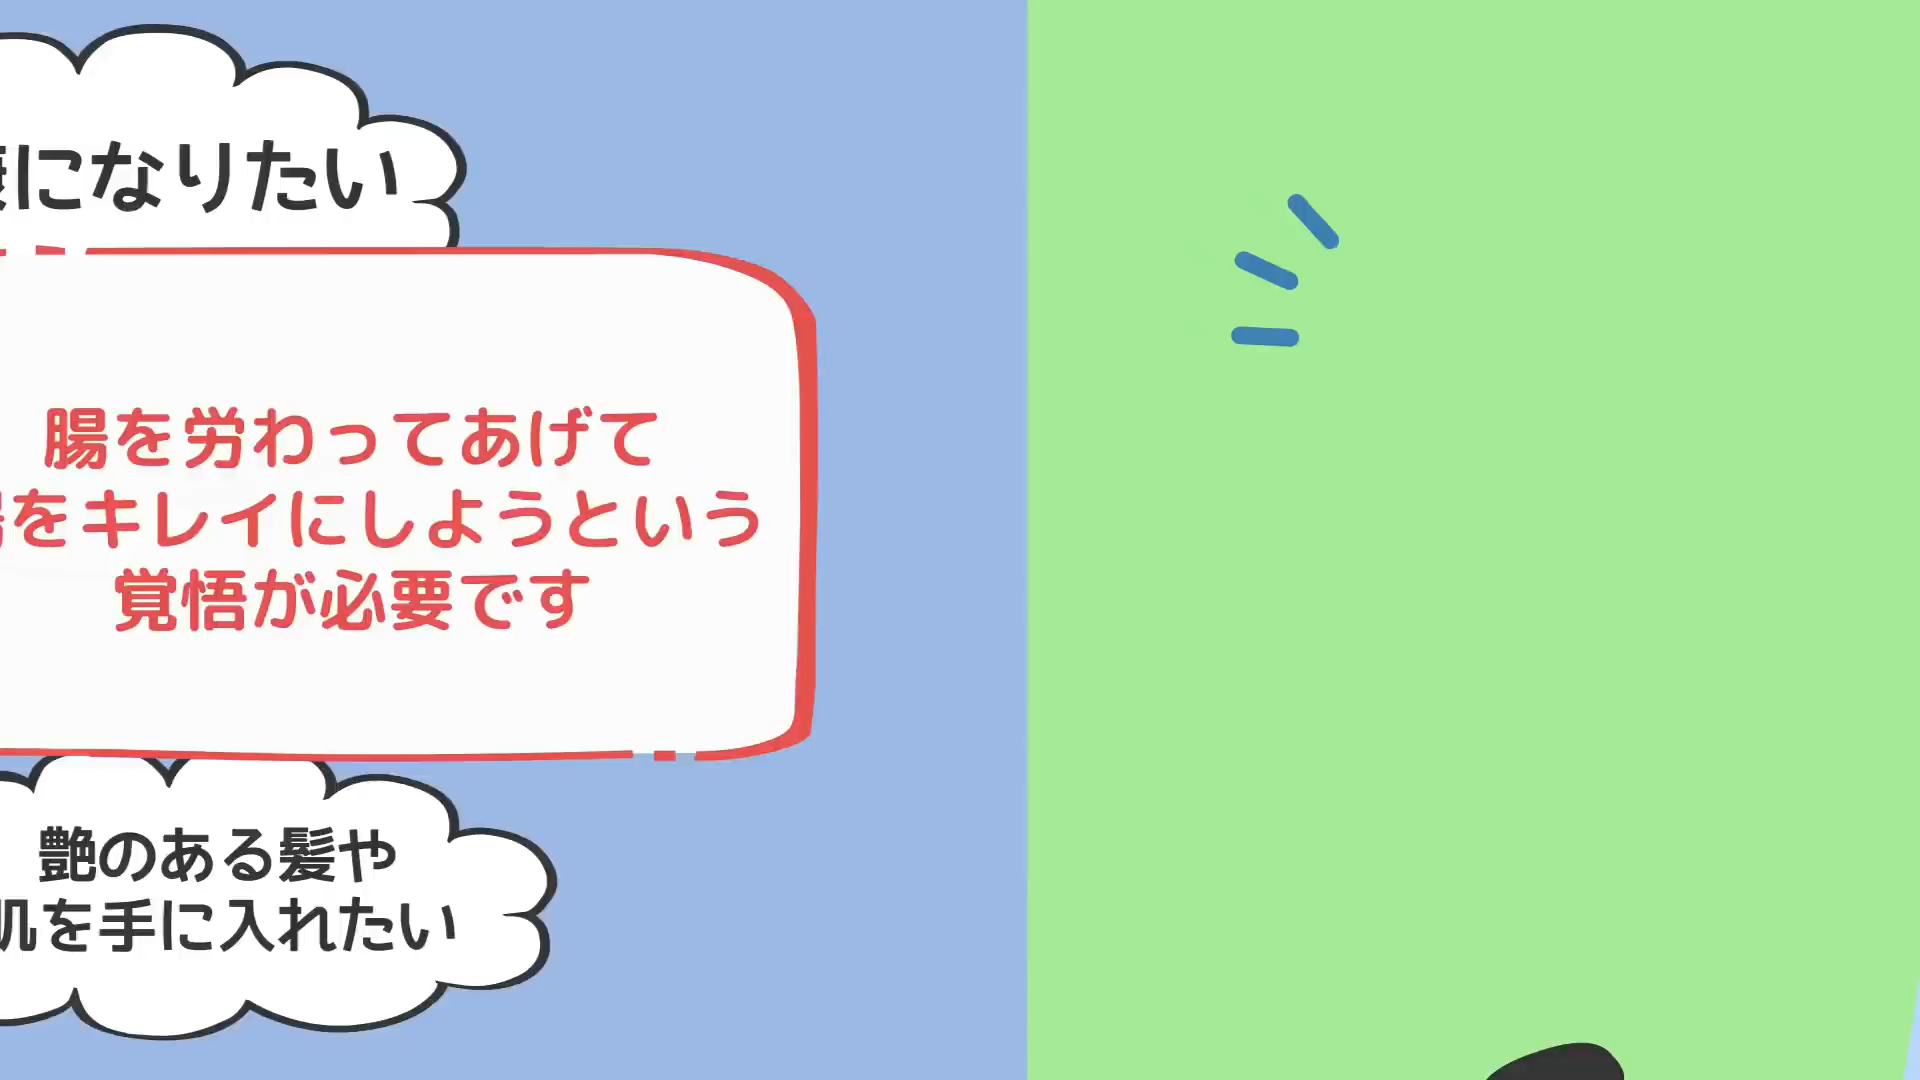 になりたい
腸を労わってあげて
をキレイにしようという
覚悟が必要です
艶のある髪や
肌を手に入れたい